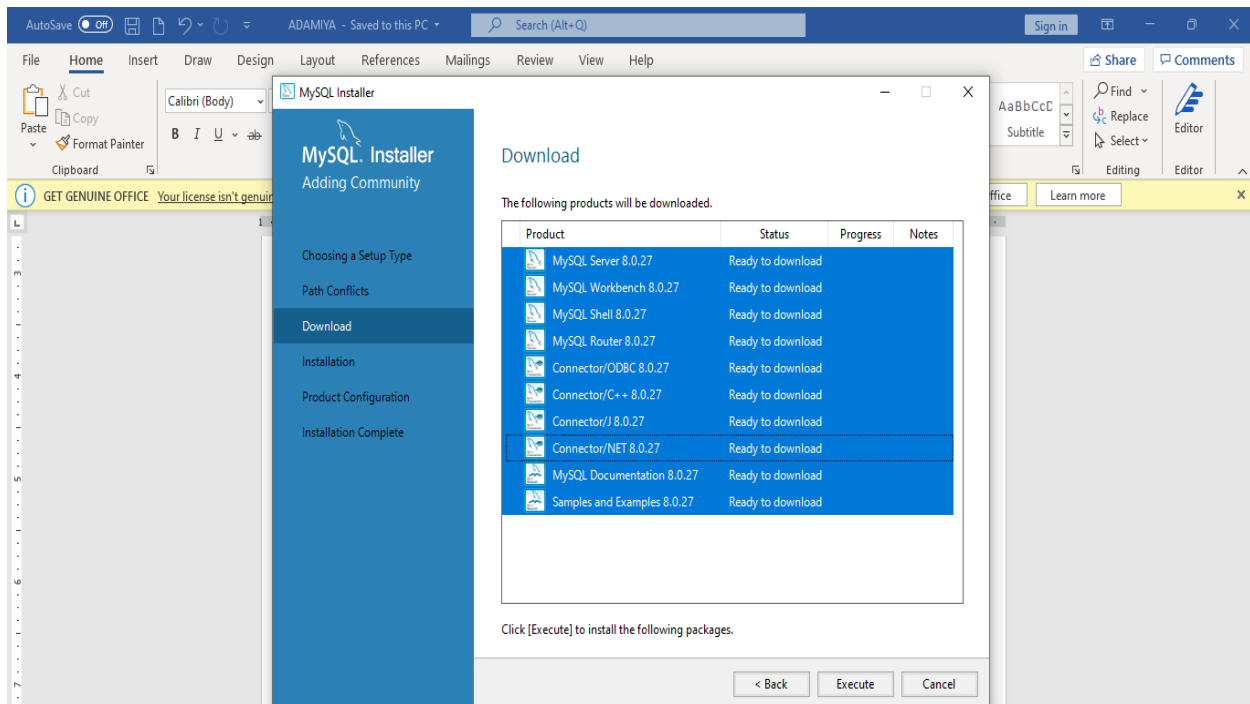 AutoSave Off ADAMIYA - Saved to this PC Search (Alt+Q) Sign in
File Home Insert Draw Design Layout References Mailings Review View Help Share Comments
Paste
Cut
Copy
Format Painter
Clipboard
Calibri (Body)
B I U ab
AaBbCcD
Subtitle
Find
Replace
Select
Editing
Editor
Editor
GET GENUINE OFFICE Your license isn't genuin
ffice Learn more
MySQL Installer
MySQL. Installer
Adding Community
Choosing a Setup Type
Path Conflicts
Download
Installation
Product Configuration
Installation Complete
Download
The following products will be downloaded.
Product Status Progress Notes
MySQL Server 8.0.27 Ready to download
MySQL Workbench 8.0.27 Ready to download
MySQL Shell 8.0.27 Ready to download
MySQL Router 8.0.27 Ready to download
Connector/ODBC 8.0.27 Ready to download
Connector/C++ 8.0.27 Ready to download
Connector/J 8.0.27 Ready to download
Connector/NET 8.0.27 Ready to download
MySQL Documentation 8.0.27 Ready to download
Samples and Examples 8.0.27 Ready to download
Click [Execute] to install the following packages.
< Back Execute Cancel
L
1
3
4
5
6
7